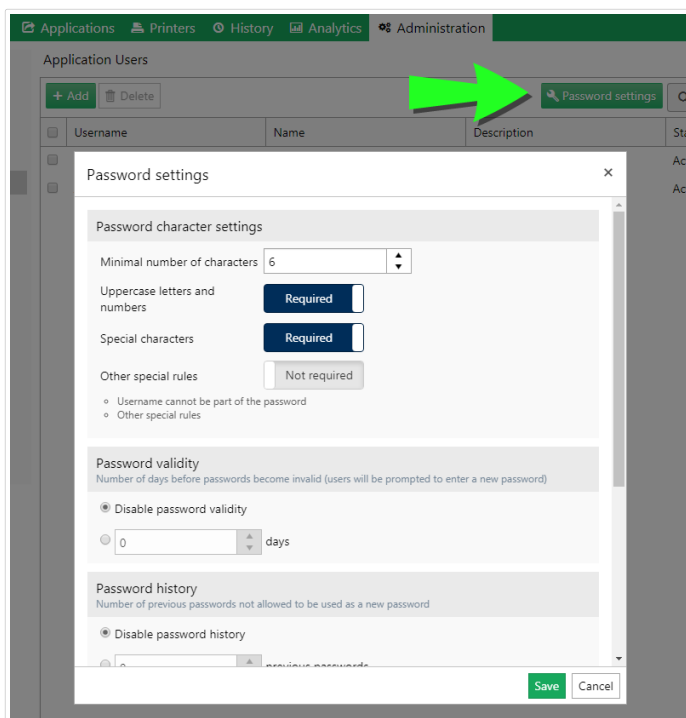 Applications Printers History Analytics Administration
Application Users
+ Add Delete Password settings
Username Name Description
Password settings ×
Password character settings
Minimal number of characters 6
Uppercase letters and
numbers
Required
Special characters Required
Other special rules Not required
Username cannot be part of the password
Other special rules
Password validity
Number of days before passwords become invalid (users will be prompted to enter a new password)
Disable password validity
0 days
Password history
Number of previous passwords not allowed to be used as a new password
Disable password history
previous passwords
Save Cancel